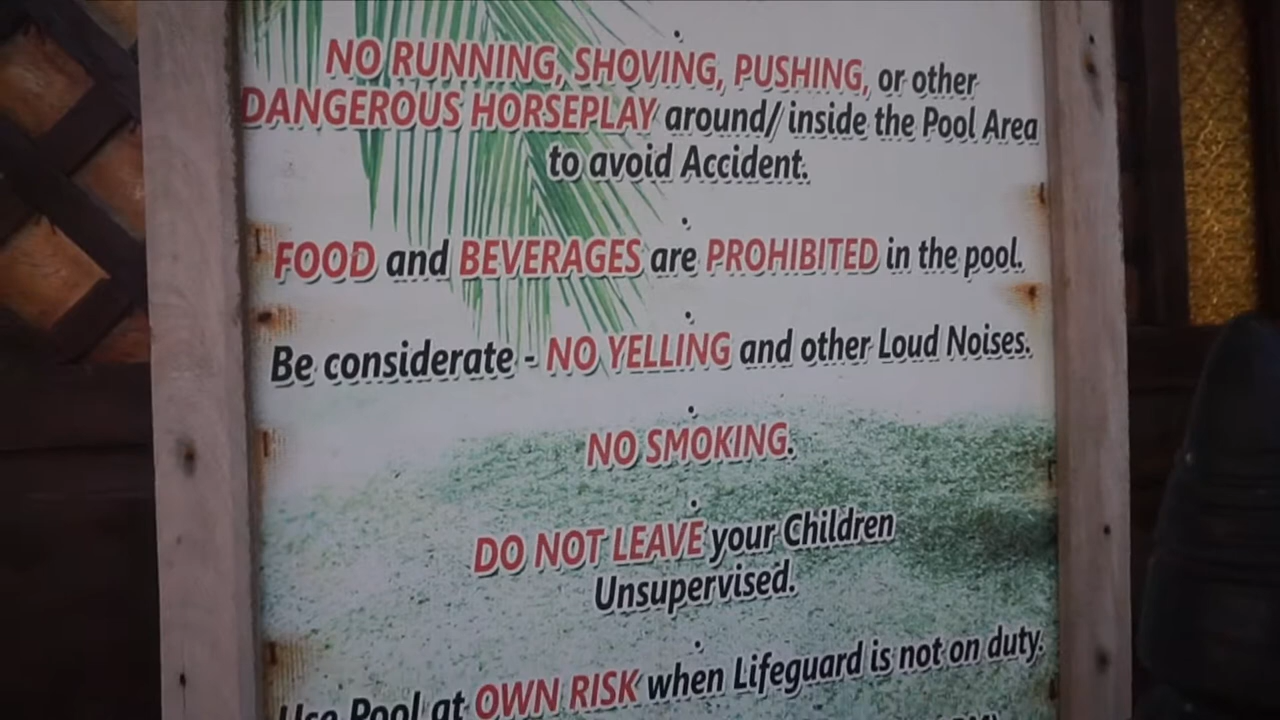 NO RUNNING, SHOVING, PUSHING, or other
DANGEROUS HORSEPLAY around/ inside the Pool Area
to avoid Accident.
FOOD and BEVERAGES are PROHIBITED in the pool.
Be considerate - NO YELLING and other Loud Noises.
NO SMOKING.
DO NOT LEAVE your Children
Unsupervised.
Use Pool at OWN RISK when Lifeguard is not on duty.